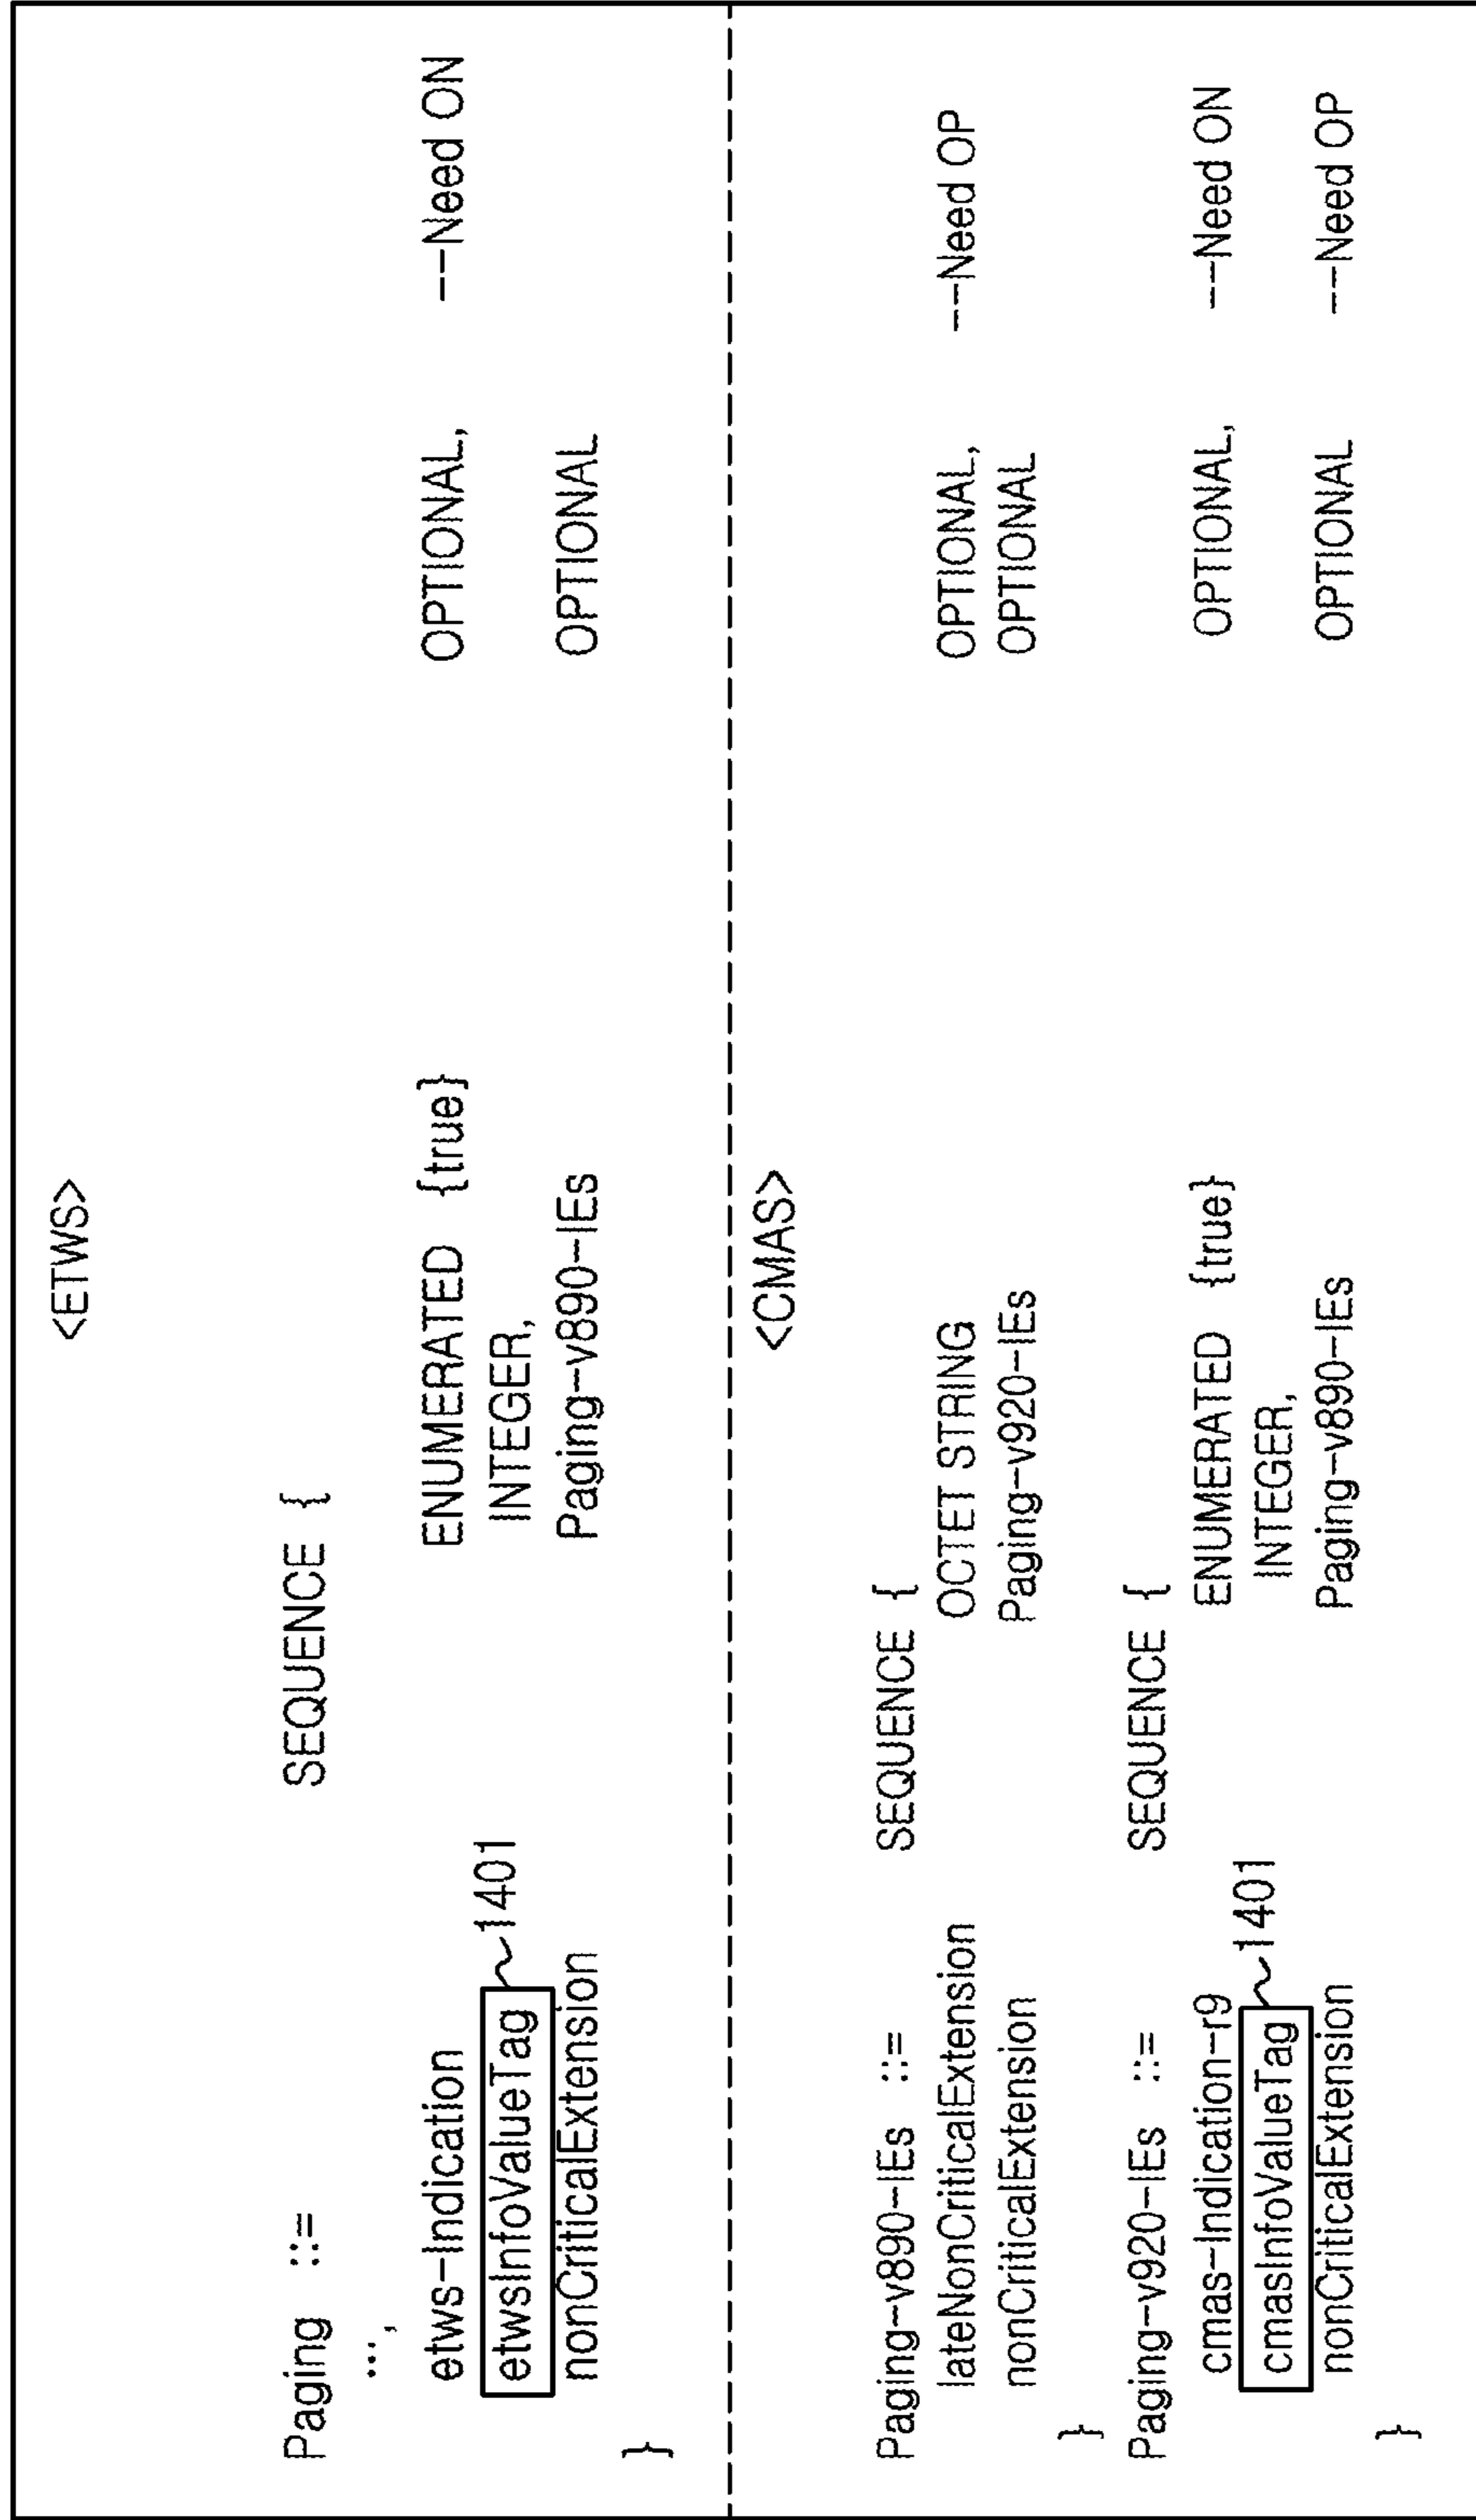 <ETWS>
Paging ::= SEQUENCE {
...,
etws-Indication ENUMERATED {true} OPTIONAL, --Need ON
etwsInfoValueTag 1401 INTEGER,
nonCriticalExtension Paging-v890-IEs OPTIONAL
}
<CMAS>
Paging-v890-IEs ::= SEQUENCE {
lateNonCriticalExtension OCTET STRING OPTIONAL, --Need OP
nonCriticalExtension Paging-v920-IEs OPTIONAL
}
Paging-v920-IEs ::= SEQUENCE {
cmas-Indication-r9 ENUMERATED {true} OPTIONAL, --Need ON
cmasInfoValueTag 1401 INTEGER,
nonCriticalExtension Paging-v890-IEs OPTIONAL --Need OP
}